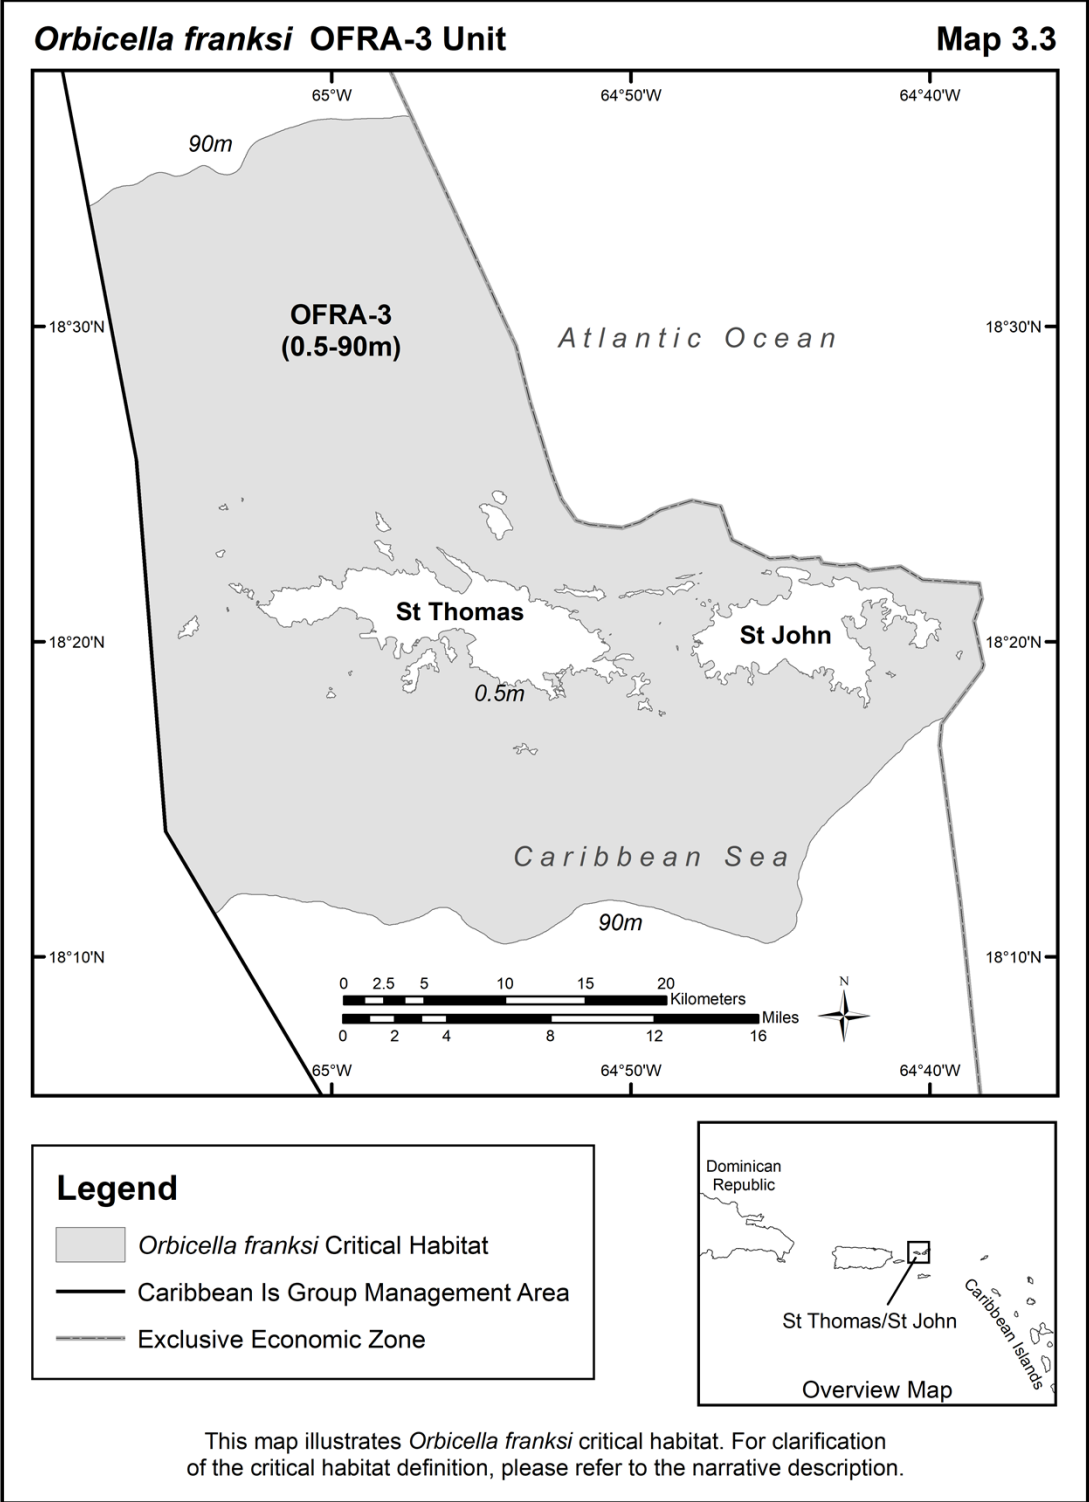 Orbicella franksi OFRA-3 Unit
Map 3.3
65°W
64°50'W
64°40'W
90m
OFRA-3
(0.5-90m)
18°30'N
Atlantic Ocean
18°30'N
St Thomas
St John
18°20'N
18°20'N
0.5m
Caribbean Sea
90m
18°10'N
18°10'N
0 2.5 5 10 15 20
Kilometers
Miles
0 2 4 8 12 16
N
65°W
64°50'W
64°40'W
Legend
Orbicella franksi Critical Habitat
Caribbean Is Group Management Area
Exclusive Economic Zone
Dominican
Republic
St Thomas/St John
Caribbean Islands
Overview Map
This map illustrates Orbicella franksi critical habitat. For clarification
of the critical habitat definition, please refer to the narrative description.